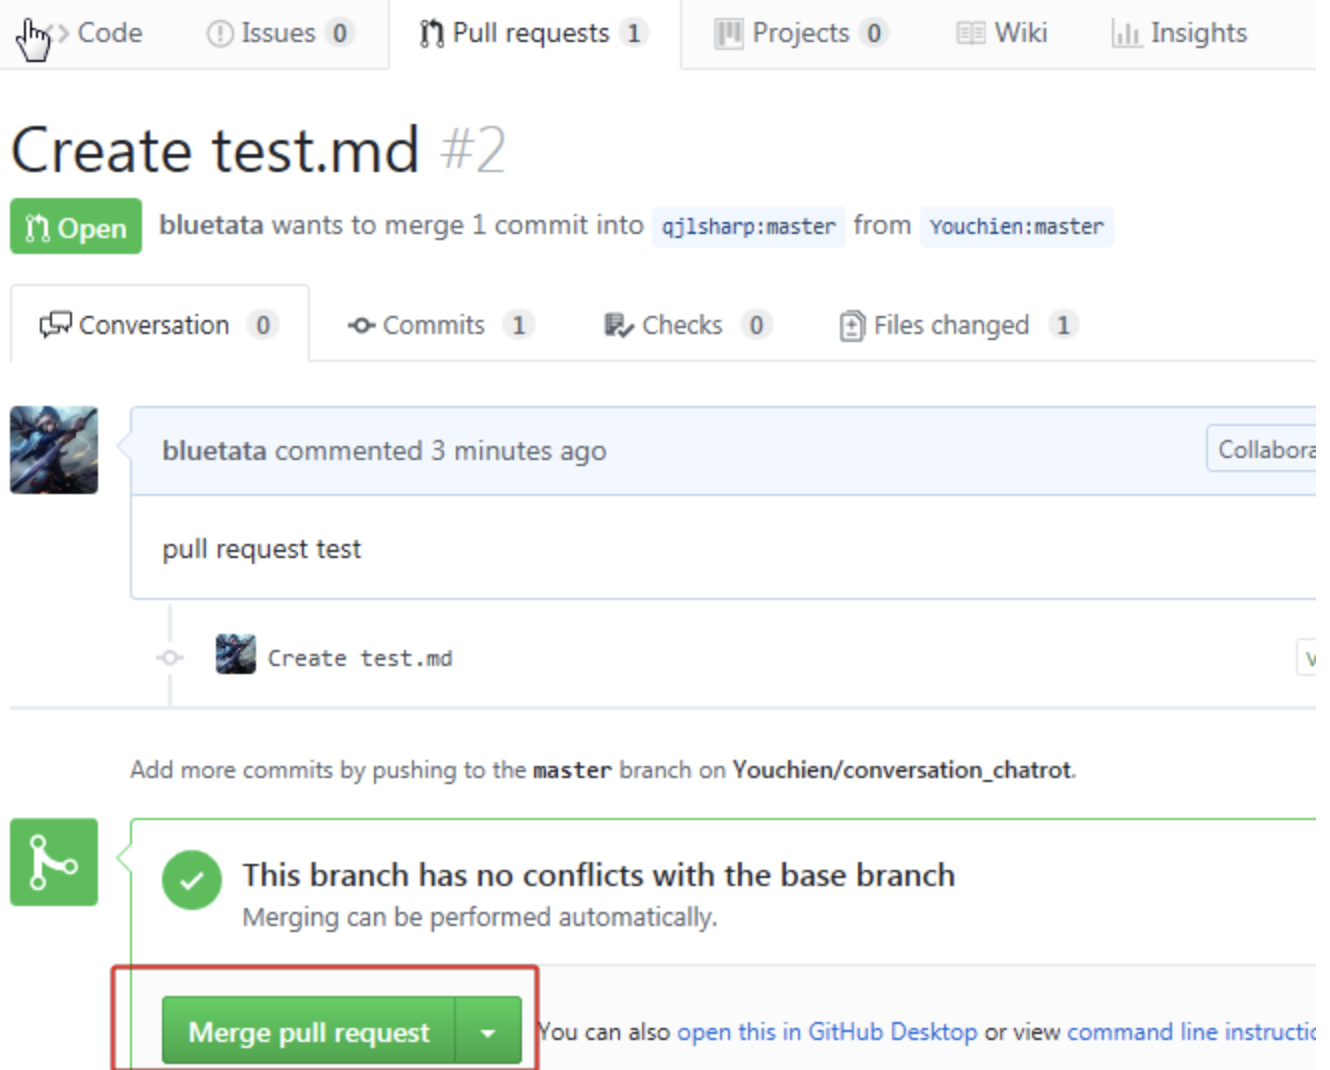 Code Issues 0 Pull requests 1 Projects 0 Wiki Insights
Create test.md #2
Open bluetata wants to merge 1 commit into qjlsharp:master from Youchien:master
Conversation 0 Commits 1 Checks 0 Files changed 1
bluetata commented 3 minutes ago
pull request test
Create test.md
Add more commits by pushing to the master branch on Youchien/conversation_chatrot.
This branch has no conflicts with the base branch
Merging can be performed automatically.
Merge pull request You can also open this in GitHub Desktop or view command line